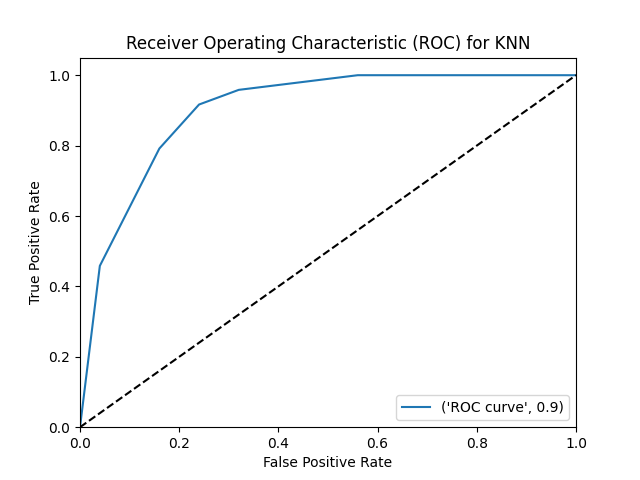 Receiver Operating Characteristic (ROC) for KNN
True Positive Rate
1.0
0.8
0.6
0.4
0.2
0.0
('ROC curve', 0.9)
0.0 0.2 0.4 0.6 0.8 1.0
False Positive Rate